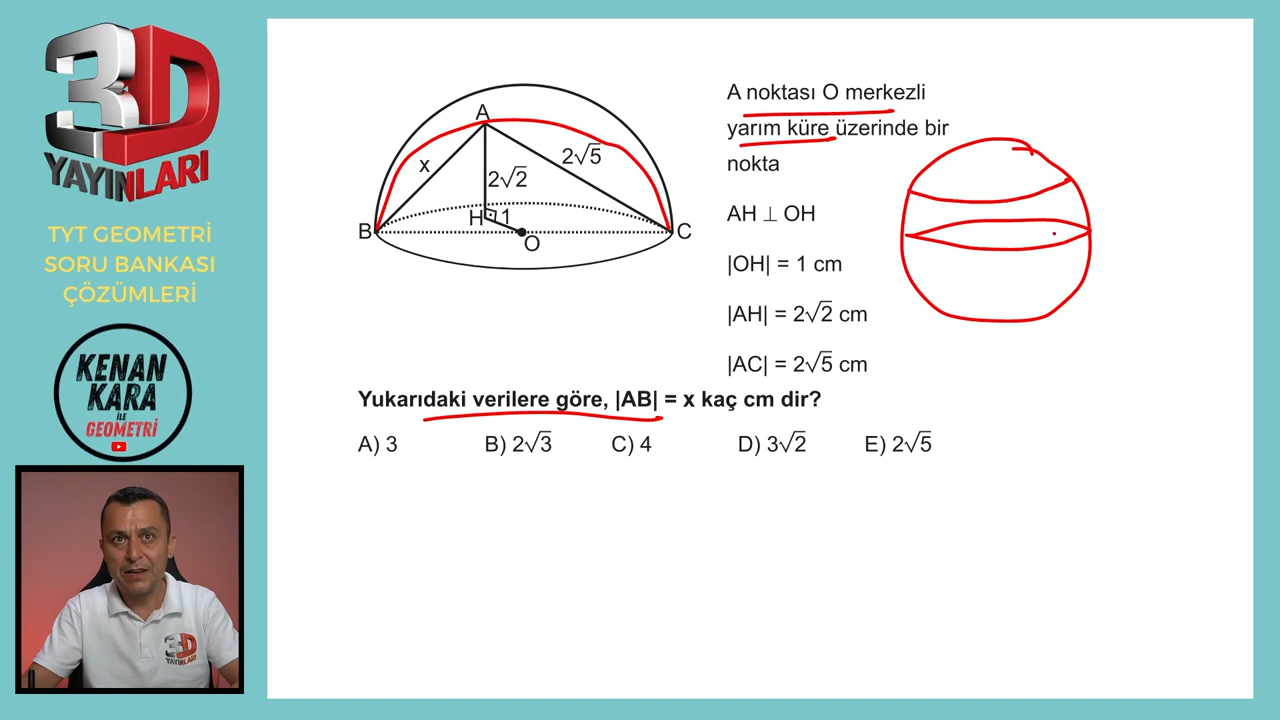 3D
YAYINLARI
TYT GEOMETRİ
SORU BANKASI
ÇÖZÜMLERİ
KENAN
KARA
İLE
GEOMETRİ
3D
YAYINLARI
A
x
2√5
2√2
H
1
B
O
C
A noktası O merkezli
yarım küre üzerinde bir
nokta
AH ⊥ OH
|OH| = 1 cm
|AH| = 2√2 cm
|AC| = 2√5 cm
Yukarıdaki verilere göre, |AB| = x kaç cm dir?
A) 3 B) 2√3 C) 4 D) 3√2 E) 2√5